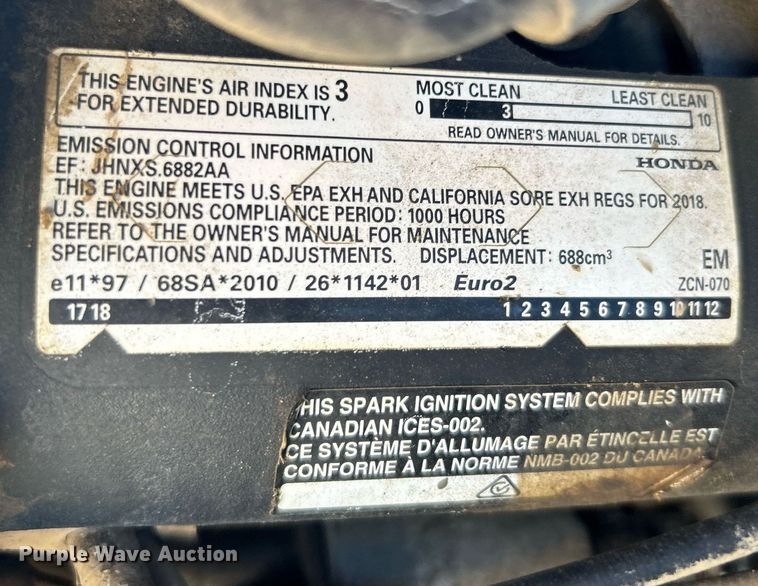 THIS ENGINE'S AIR INDEX IS 3
FOR EXTENDED DURABILITY.
MOST CLEAN LEAST CLEAN
0 3 10
READ OWNER'S MANUAL FOR DETAILS.
EMISSION CONTROL INFORMATION HONDA
EF: JHNXS.6882AA
THIS ENGINE MEETS U.S. EPA EXH AND CALIFORNIA SORE EXH REGS FOR 2018.
U.S. EMISSIONS COMPLIANCE PERIOD: 1000 HOURS
REFER TO THE OWNER'S MANUAL FOR MAINTENANCE
SPECIFICATIONS AND ADJUSTMENTS. DISPLACEMENT: 688cm³ EM
e11*97 / 68SA*2010 / 26*1142*01 Euro2 ZCN-070
17 18 1 2 3 4 5 6 7 8 9 10 11 12
HIS SPARK IGNITION SYSTEM COMPLIES WITH
CANADIAN ICES-002.
CE SYSTÈME D'ALLUMAGE PAR ÉTINCELLE EST
CONFORME À LA NORME NMB-002 DU CANADA.
Purple Wave Auction